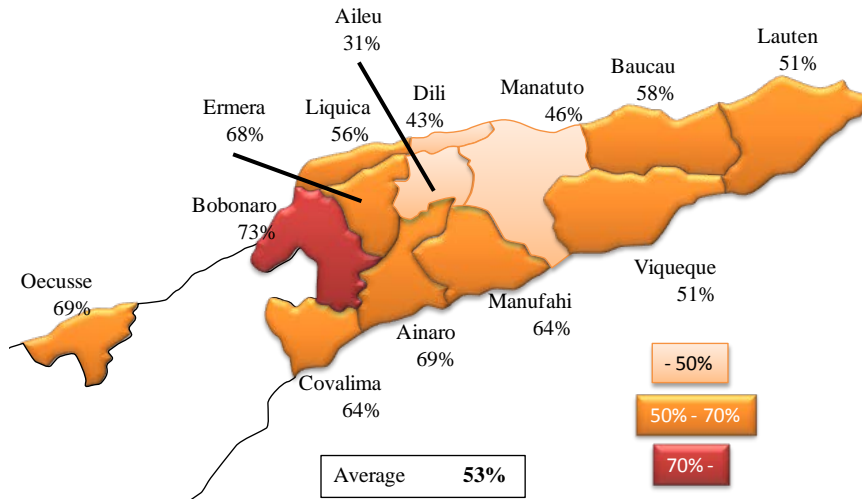 Aileu
31%
Lauten
51%
Baucau
58%
Dili
43%
Manatuto
46%
Ermera
68%
Liquica
56%
Bobonaro
73%
Oecusse
69%
Viqueque
51%
Manufahi
64%
Ainaro
69%
Covalima
64%
- 50%
50% - 70%
70% -
Average 53%